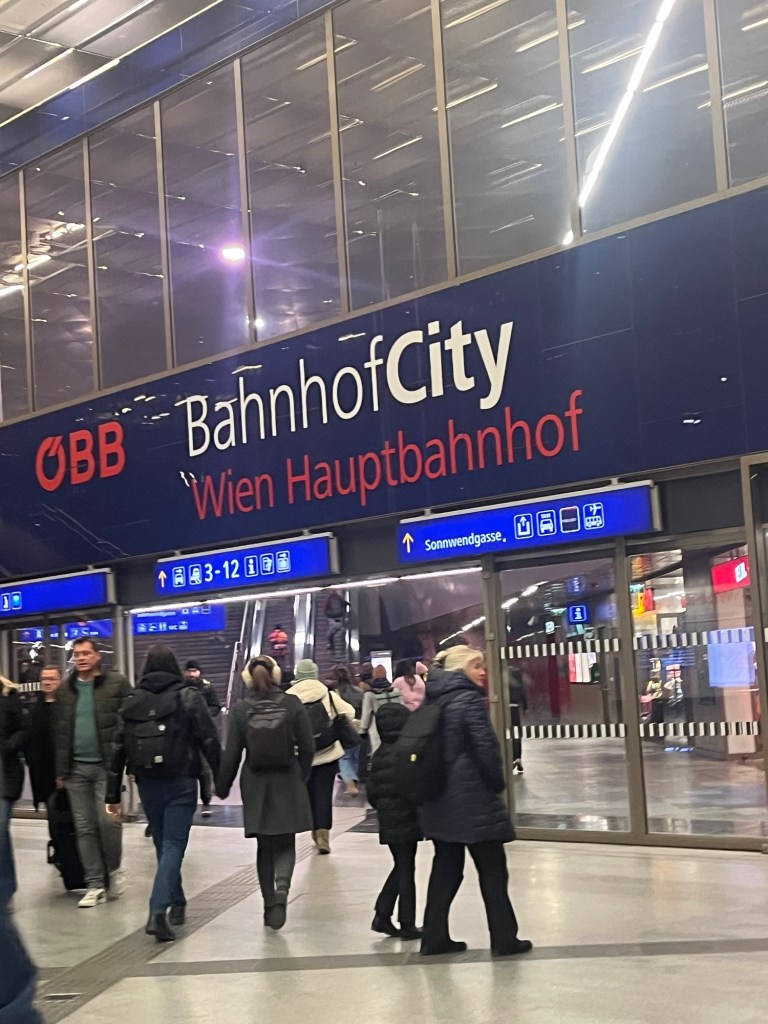 ÖBB
BahnhofCity
Wien Hauptbahnhof
Sonnwendgasse
3-12